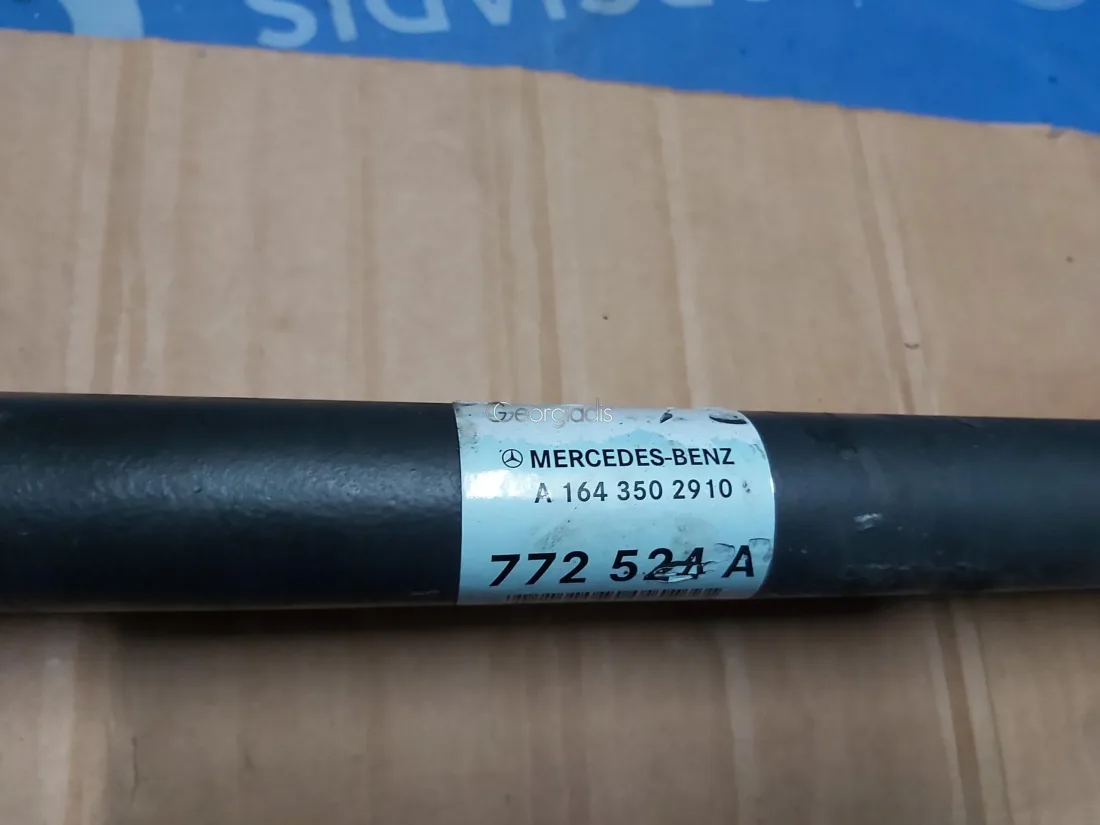 Georgiadis
MERCEDES-BENZ
A 164 350 2910
772 524 A